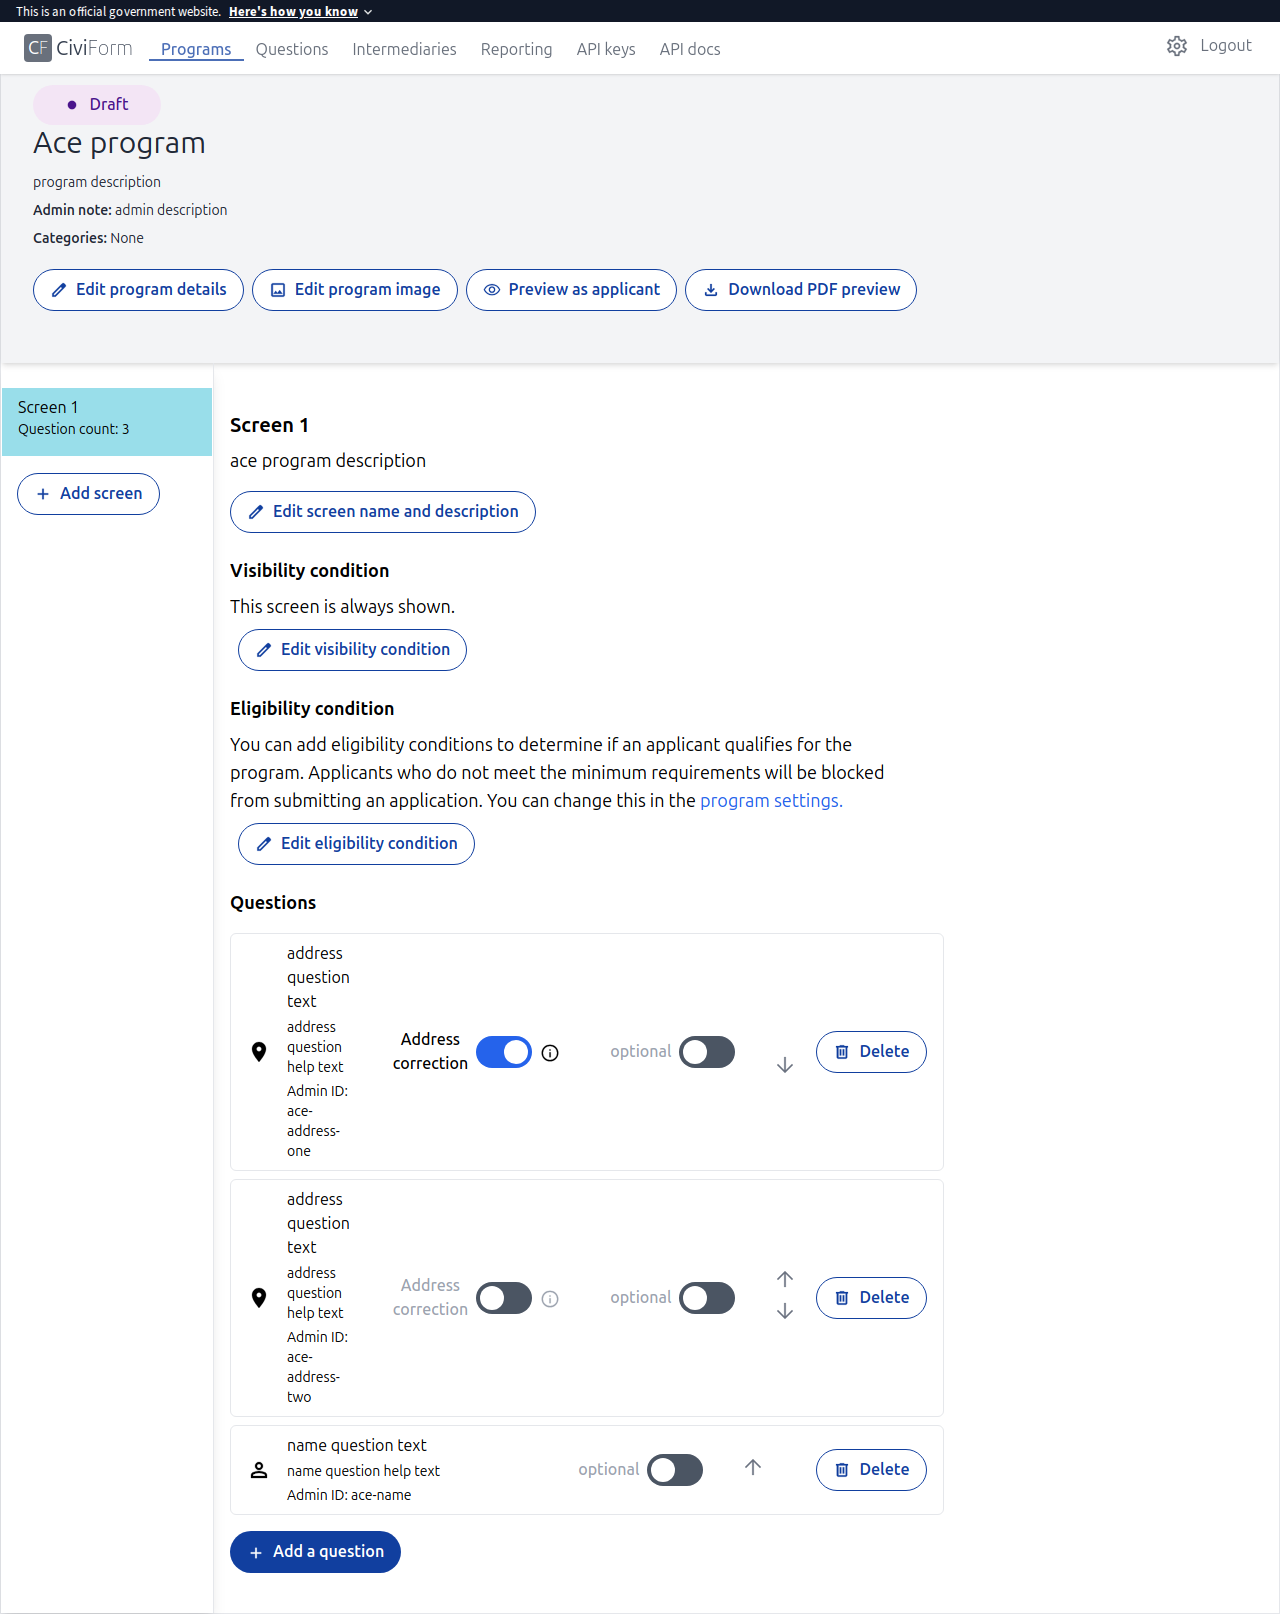 This is an official government website. Here's how you know
CF CiviForm Programs Questions Intermediaries Reporting API keys API docs Logout
Draft
Ace program
program description
Admin note: admin description
Categories: None
Edit program details Edit program image Preview as applicant Download PDF preview
Screen 1
Question count: 3
Add screen
Screen 1
ace program description
Edit screen name and description
Visibility condition
This screen is always shown.
Edit visibility condition
Eligibility condition
You can add eligibility conditions to determine if an applicant qualifies for the
program. Applicants who do not meet the minimum requirements will be blocked
from submitting an application. You can change this in the program settings.
Edit eligibility condition
Questions
address
question
text
address
question
help text
Admin ID:
ace-
address-
one
Address
correction
optional
Delete
address
question
text
address
question
help text
Admin ID:
ace-
address-
two
Address
correction
optional
Delete
name question text
name question help text
Admin ID: ace-name
optional
Delete
Add a question